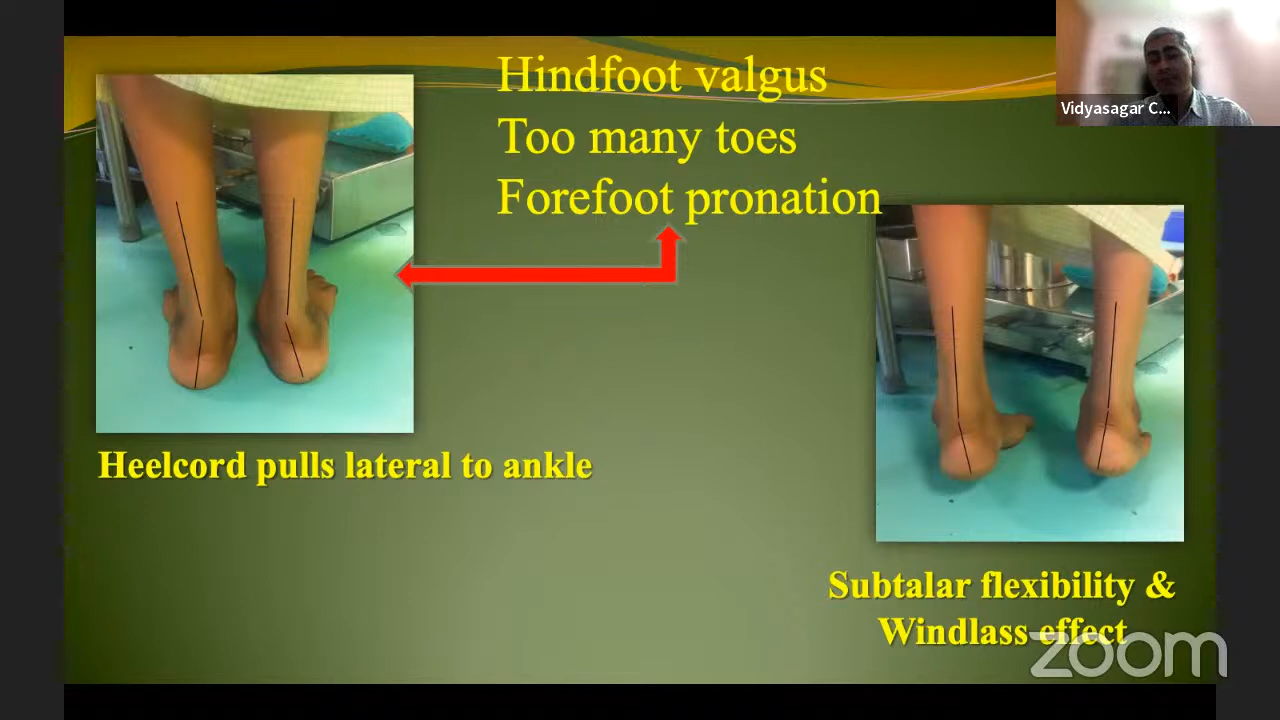 Hindfoot valgus
Too many toes
Forefoot pronation
Vidyasagar C...
Heelcord pulls lateral to ankle
Subtalar flexibility &
Windlass effect
zoom